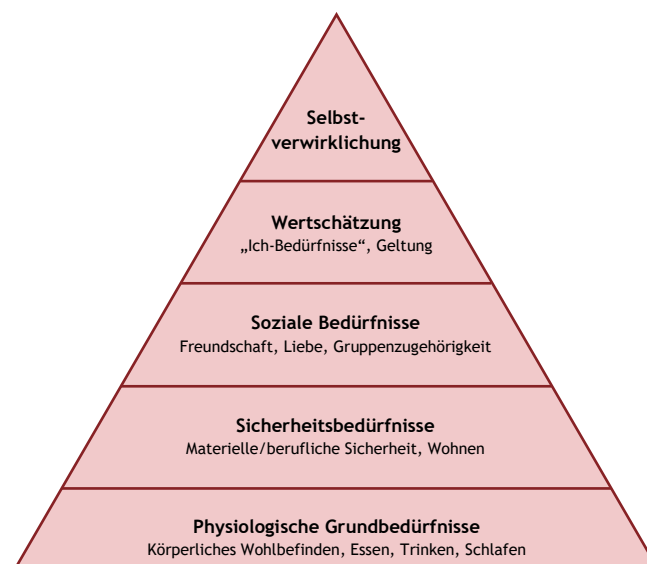 Selbst-
verwirklichung
Wertschätzung
„Ich-Bedürfnisse“, Geltung
Soziale Bedürfnisse
Freundschaft, Liebe, Gruppenzugehörigkeit
Sicherheitsbedürfnisse
Materielle/berufliche Sicherheit, Wohnen
Physiologische Grundbedürfnisse
Körperliches Wohlbefinden, Essen, Trinken, Schlafen